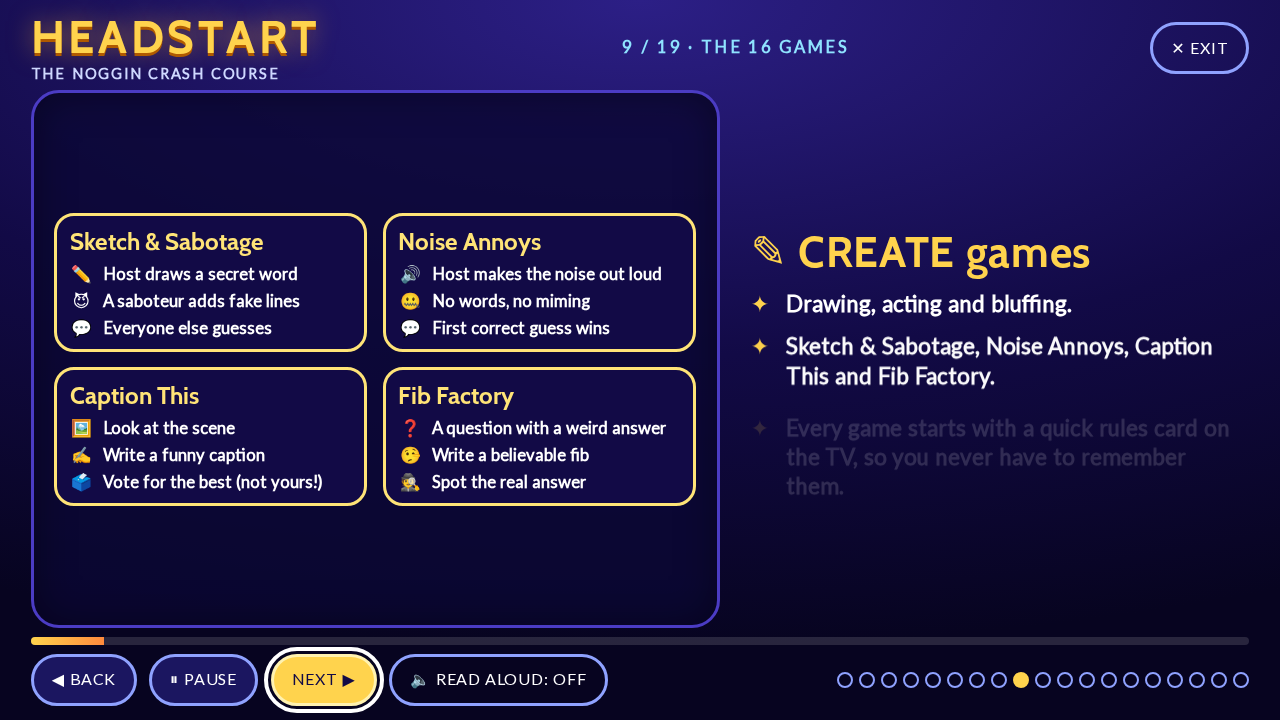 HEADSTART
THE NOGGIN CRASH COURSE
9 / 19 · THE 16 GAMES
✕ EXIT
Sketch & Sabotage
✏️ Host draws a secret word
😈 A saboteur adds fake lines
💬 Everyone else guesses
Noise Annoys
🔊 Host makes the noise out loud
🤐 No words, no miming
💬 First correct guess wins
Caption This
🖼️ Look at the scene
✍️ Write a funny caption
🗳️ Vote for the best (not yours!)
Fib Factory
❓ A question with a weird answer
🤥 Write a believable fib
🕵️ Spot the real answer
✎ CREATE games
✦ Drawing, acting and bluffing.
✦ Sketch & Sabotage, Noise Annoys, Caption
This and Fib Factory.
✦ Every game starts with a quick rules card on
the TV, so you never have to remember
them.
◀ BACK
⏸ PAUSE
NEXT ▶
🔈 READ ALOUD: OFF